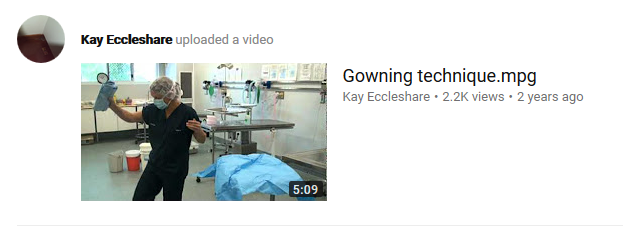 Kay Eccleshare uploaded a video
Gowning technique.mpg
Kay Eccleshare • 2.2K views • 2 years ago
5:09